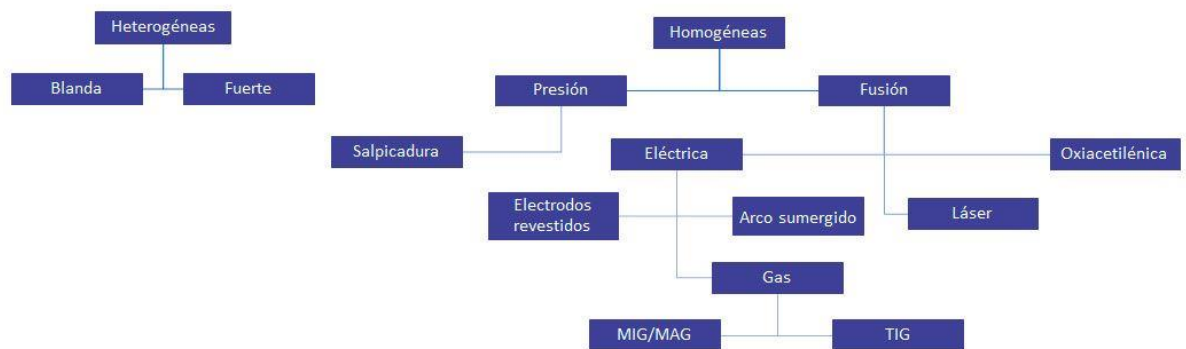 Heterogéneas
Blanda
Fuerte
Homogéneas
Presión
Fusión
Salpicadura
Eléctrica
Oxiacetilénica
Electrodos
revestidos
Arco sumergido
Láser
Gas
MIG/MAG
TIG